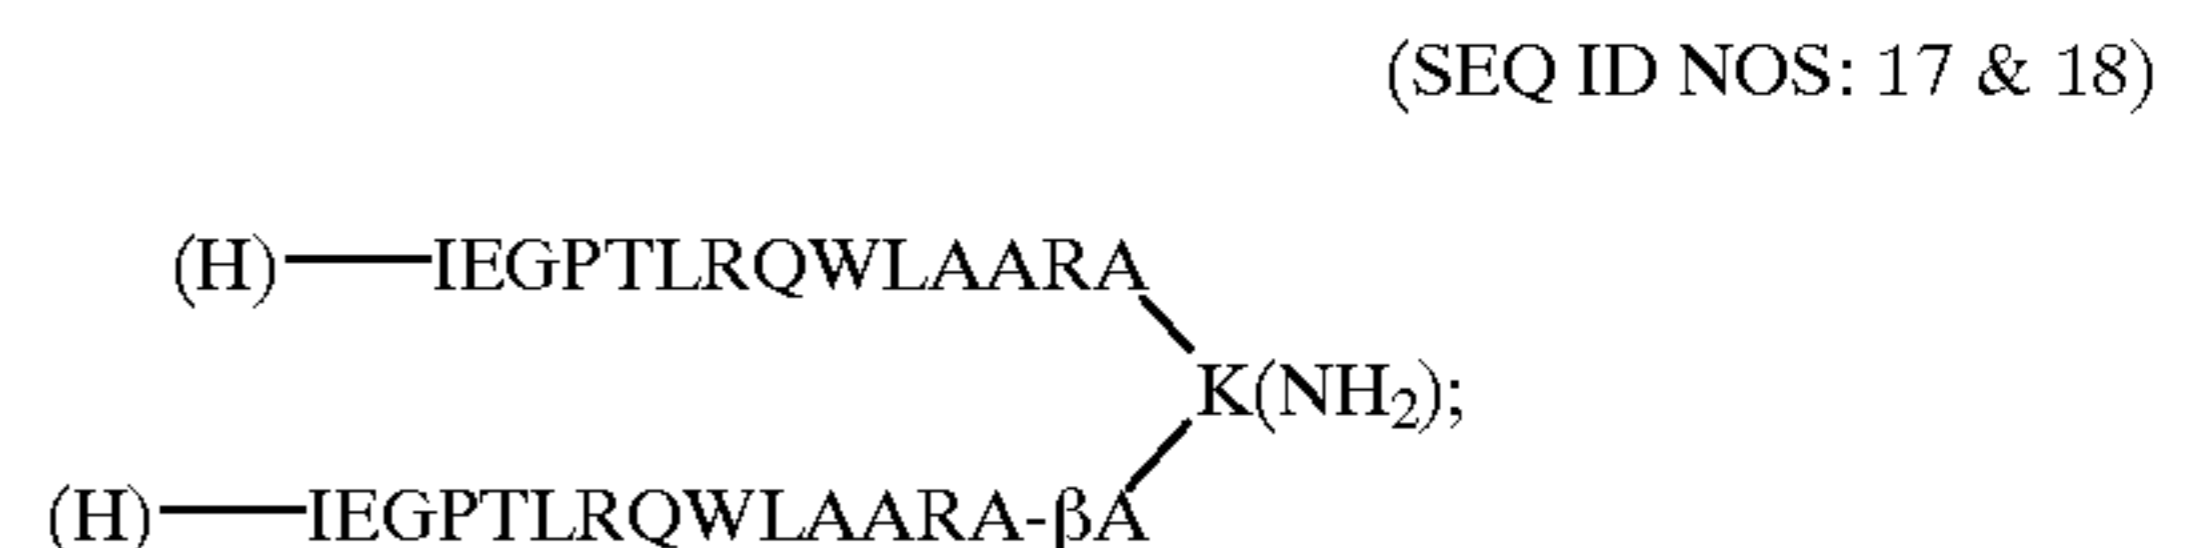 (SEQ ID NOS: 17 & 18)
(H)—IEGPTLRQWLAARA
K(NH₂);
(H)—IEGPTLRQWLAARA-βA